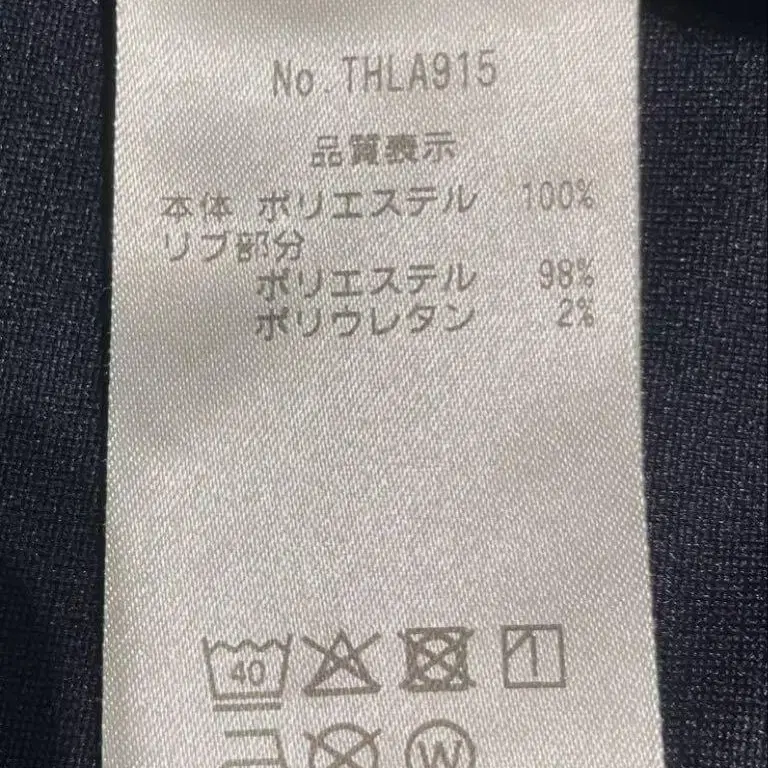 No.THLA915
品質表示
本体 ポリエステル 100%
リブ部分
ポリエステル 98%
ポリウレタン 2%
40
W